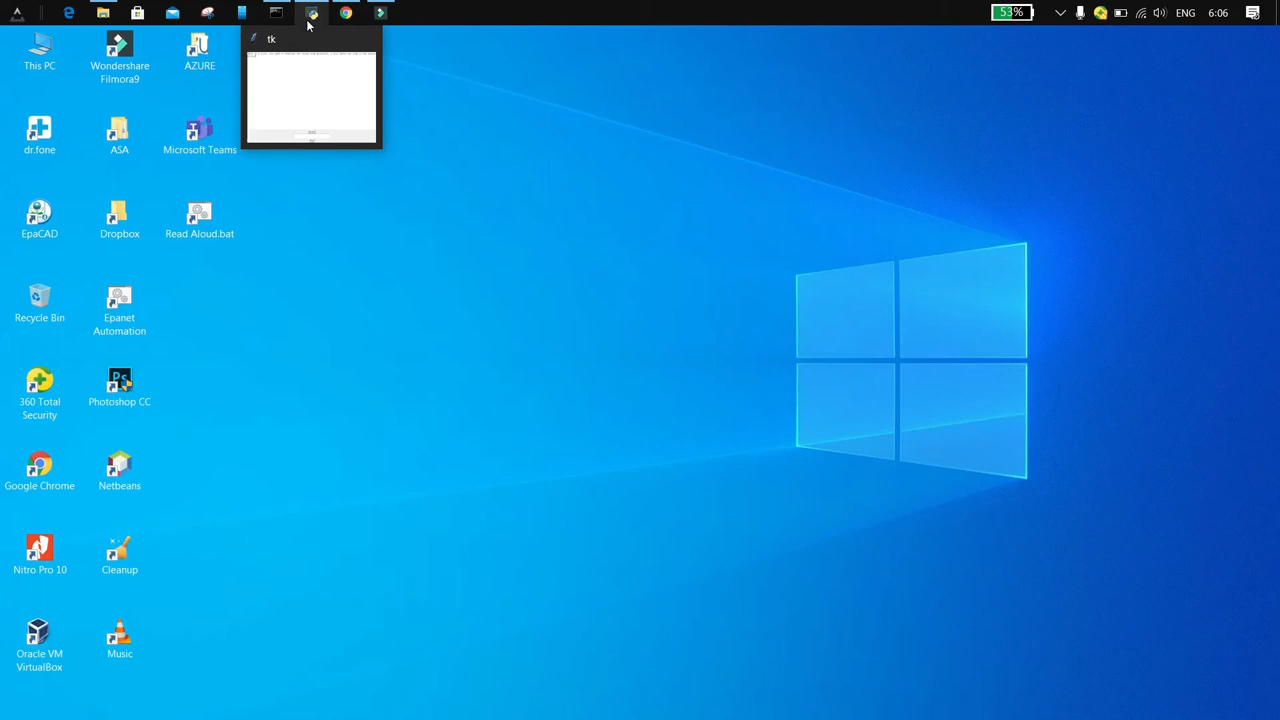 53%
ENG
6:06
tk
This PC
Wondershare
Filmora9
AZURE
dr.fone
ASA
Microsoft Teams
EpaCAD
Dropbox
Read Aloud.bat
Recycle Bin
Epanet
Automation
360 Total
Security
Photoshop CC
Google Chrome
Netbeans
Nitro Pro 10
Cleanup
Oracle VM
VirtualBox
Music